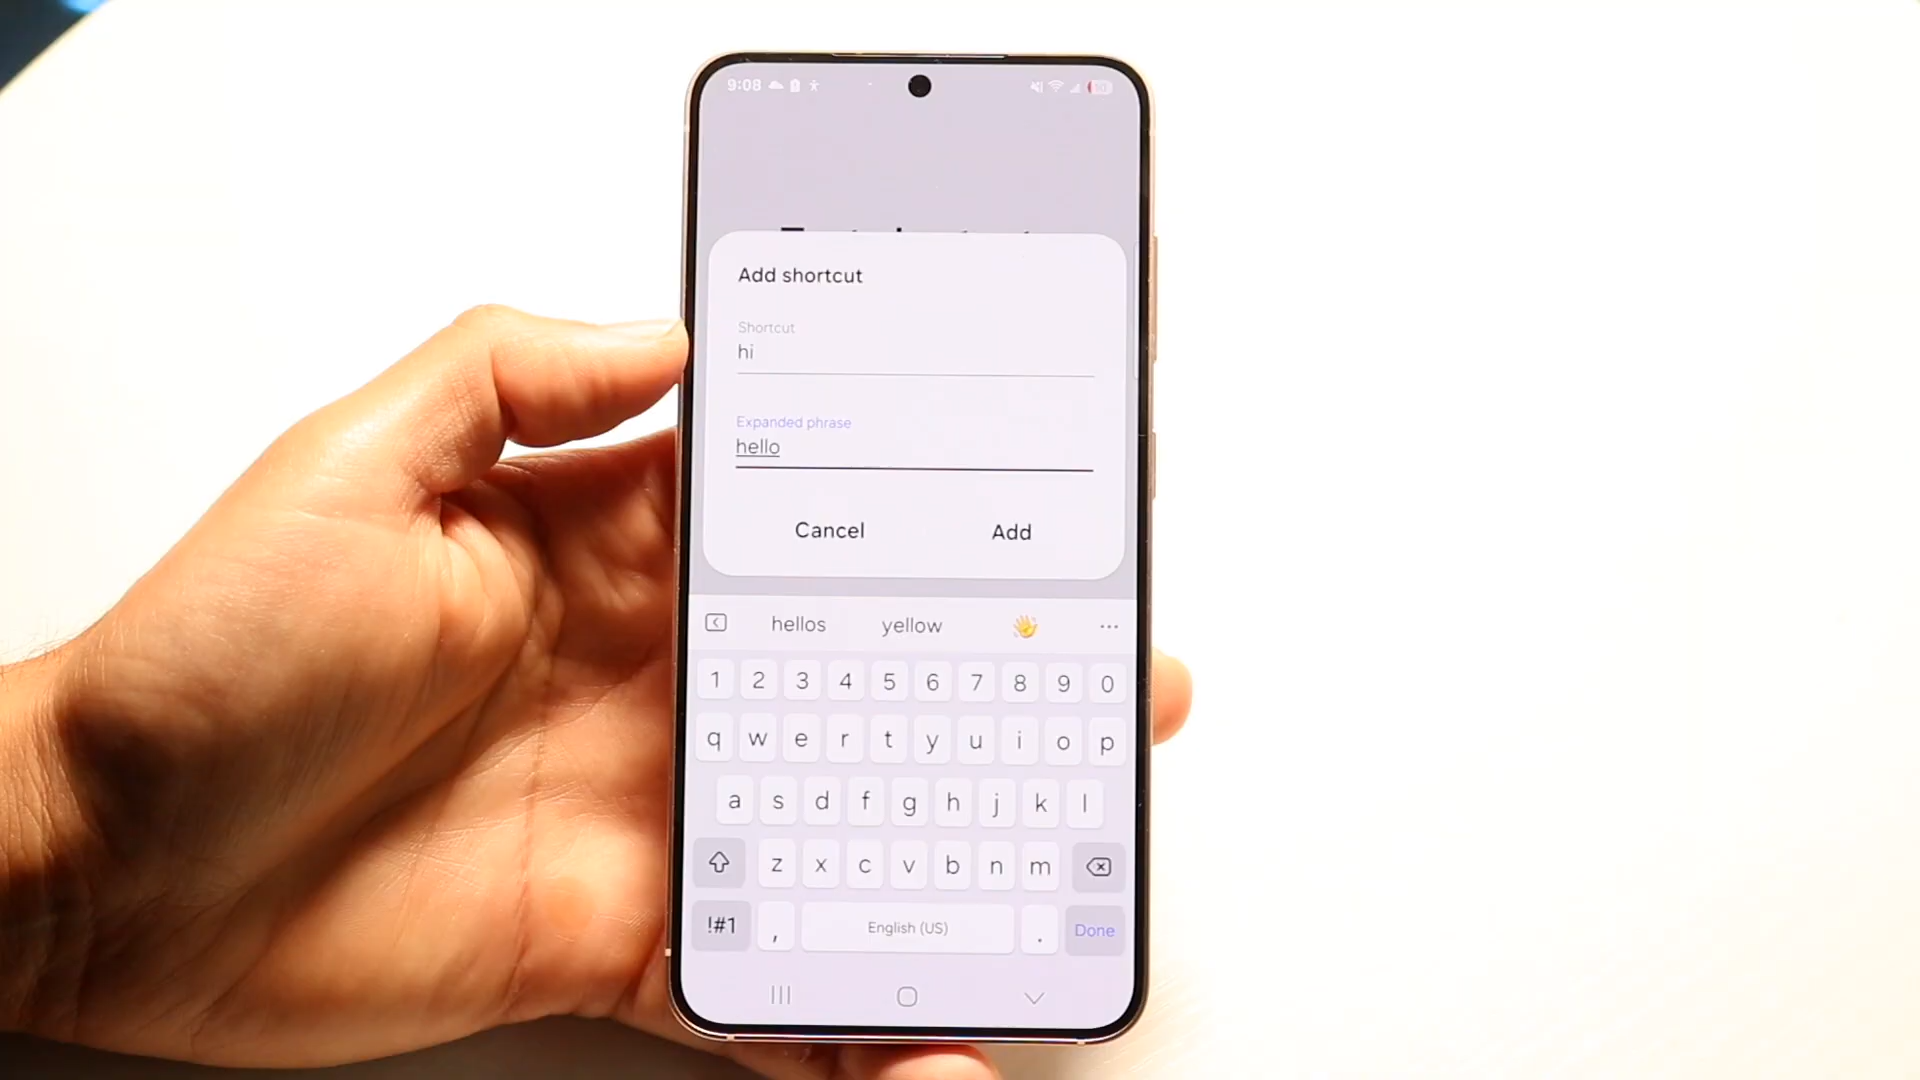 9:08
Add shortcut
Shortcut
hi
Expanded phrase
hello
Cancel Add
hellos yellow
1 2 3 4 5 6 7 8 9 0
q w e r t y u i o p
a s d f g h j k l
z x c v b n m
!#1 , English (US) . Done